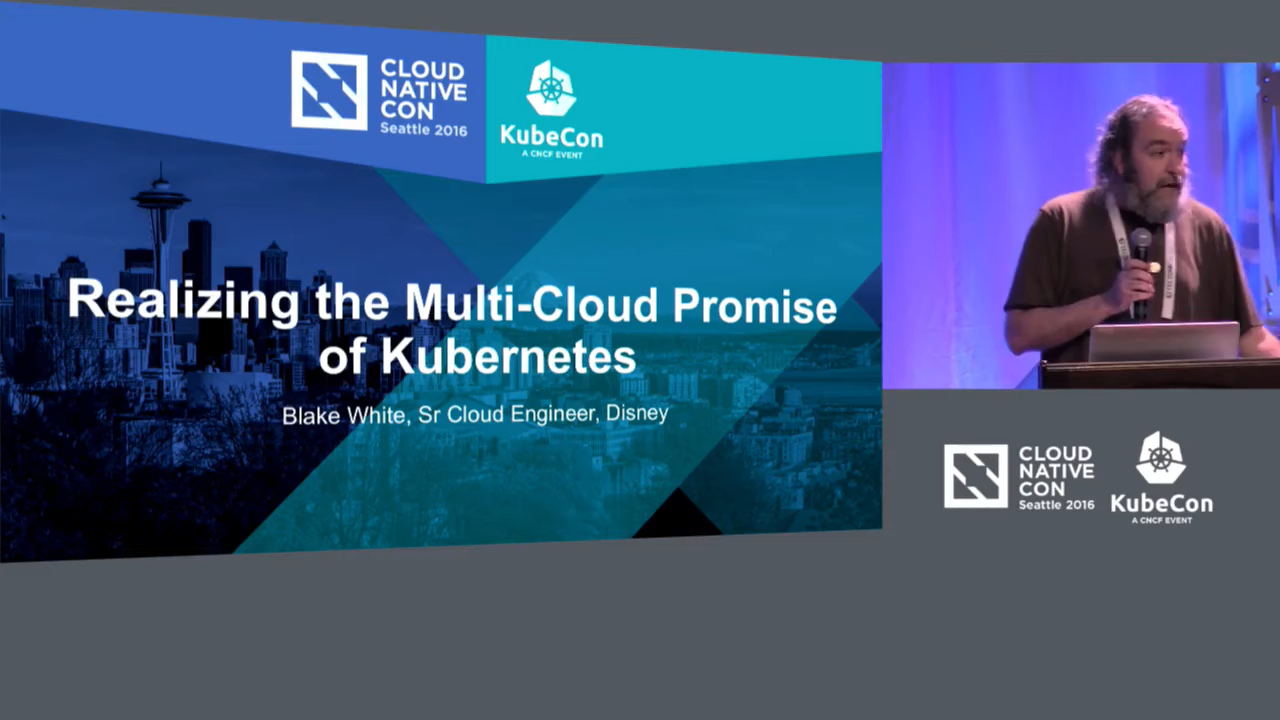 CLOUD
NATIVE
CON
Seattle 2016
KubeCon
A CNCF EVENT
Realizing the Multi-Cloud Promise
of Kubernetes
Blake White, Sr Cloud Engineer, Disney
CLOUD
NATIVE
CON
Seattle 2016
KubeCon
A CNCF EVENT